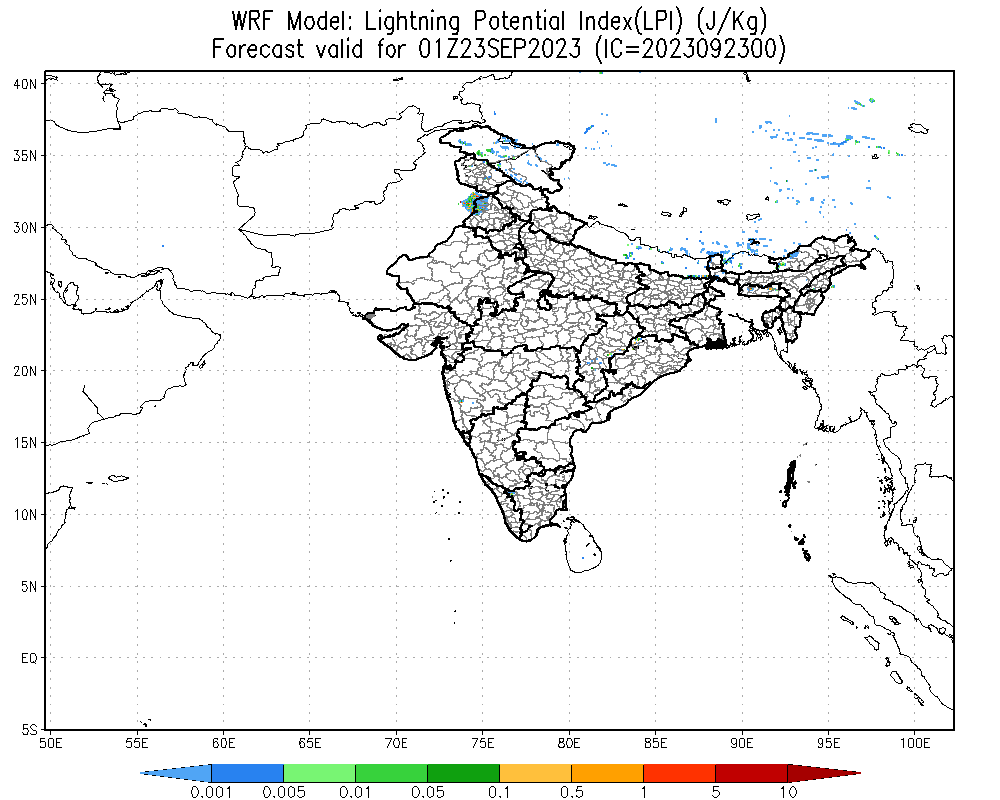 WRF Model: Lightning Potential Index(LPI) (J/Kg)
Forecast valid for 01Z23SEP2023 (IC=2023092300)
40N
35N
30N
25N
20N
15N
10N
5N
EQ
5S
50E 55E 60E 65E 70E 75E 80E 85E 90E 95E 100E
0.001 0.005 0.01 0.05 0.1 0.5 1 5 10